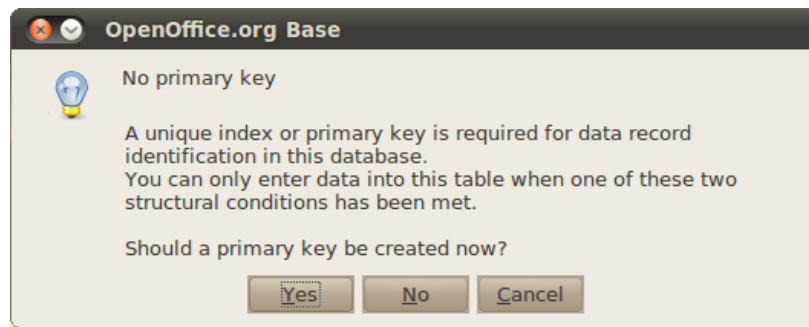 OpenOffice.org Base
No primary key
A unique index or primary key is required for data record
identification in this database.
You can only enter data into this table when one of these two
structural conditions has been met.
Should a primary key be created now?
Yes No Cancel